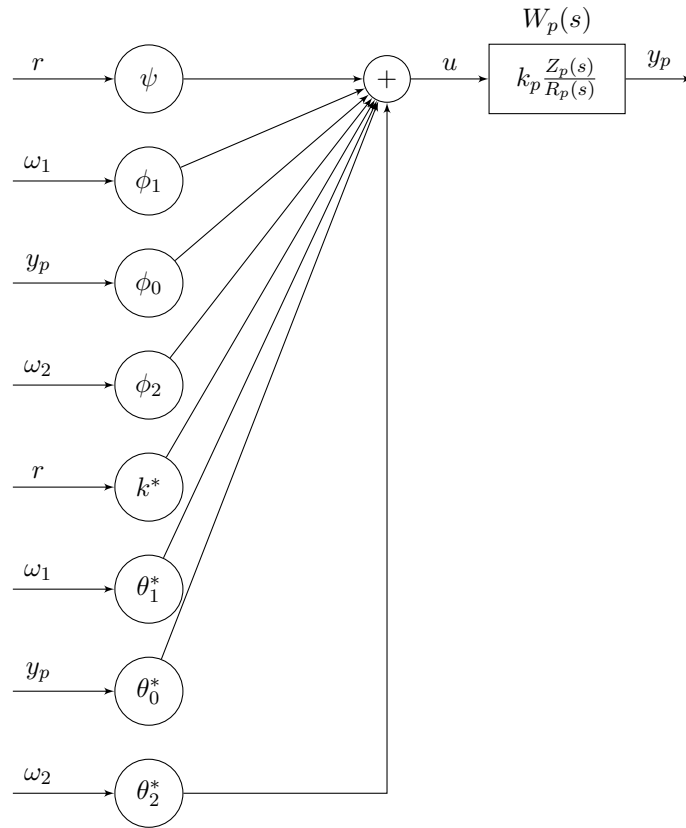 W_p(s)
r ψ + u k_p Z_p(s)/R_p(s) y_p
ω_1 ϕ_1
y_p ϕ_0
ω_2 ϕ_2
r k*
ω_1 θ_1^*
y_p θ_0^*
ω_2 θ_2^*